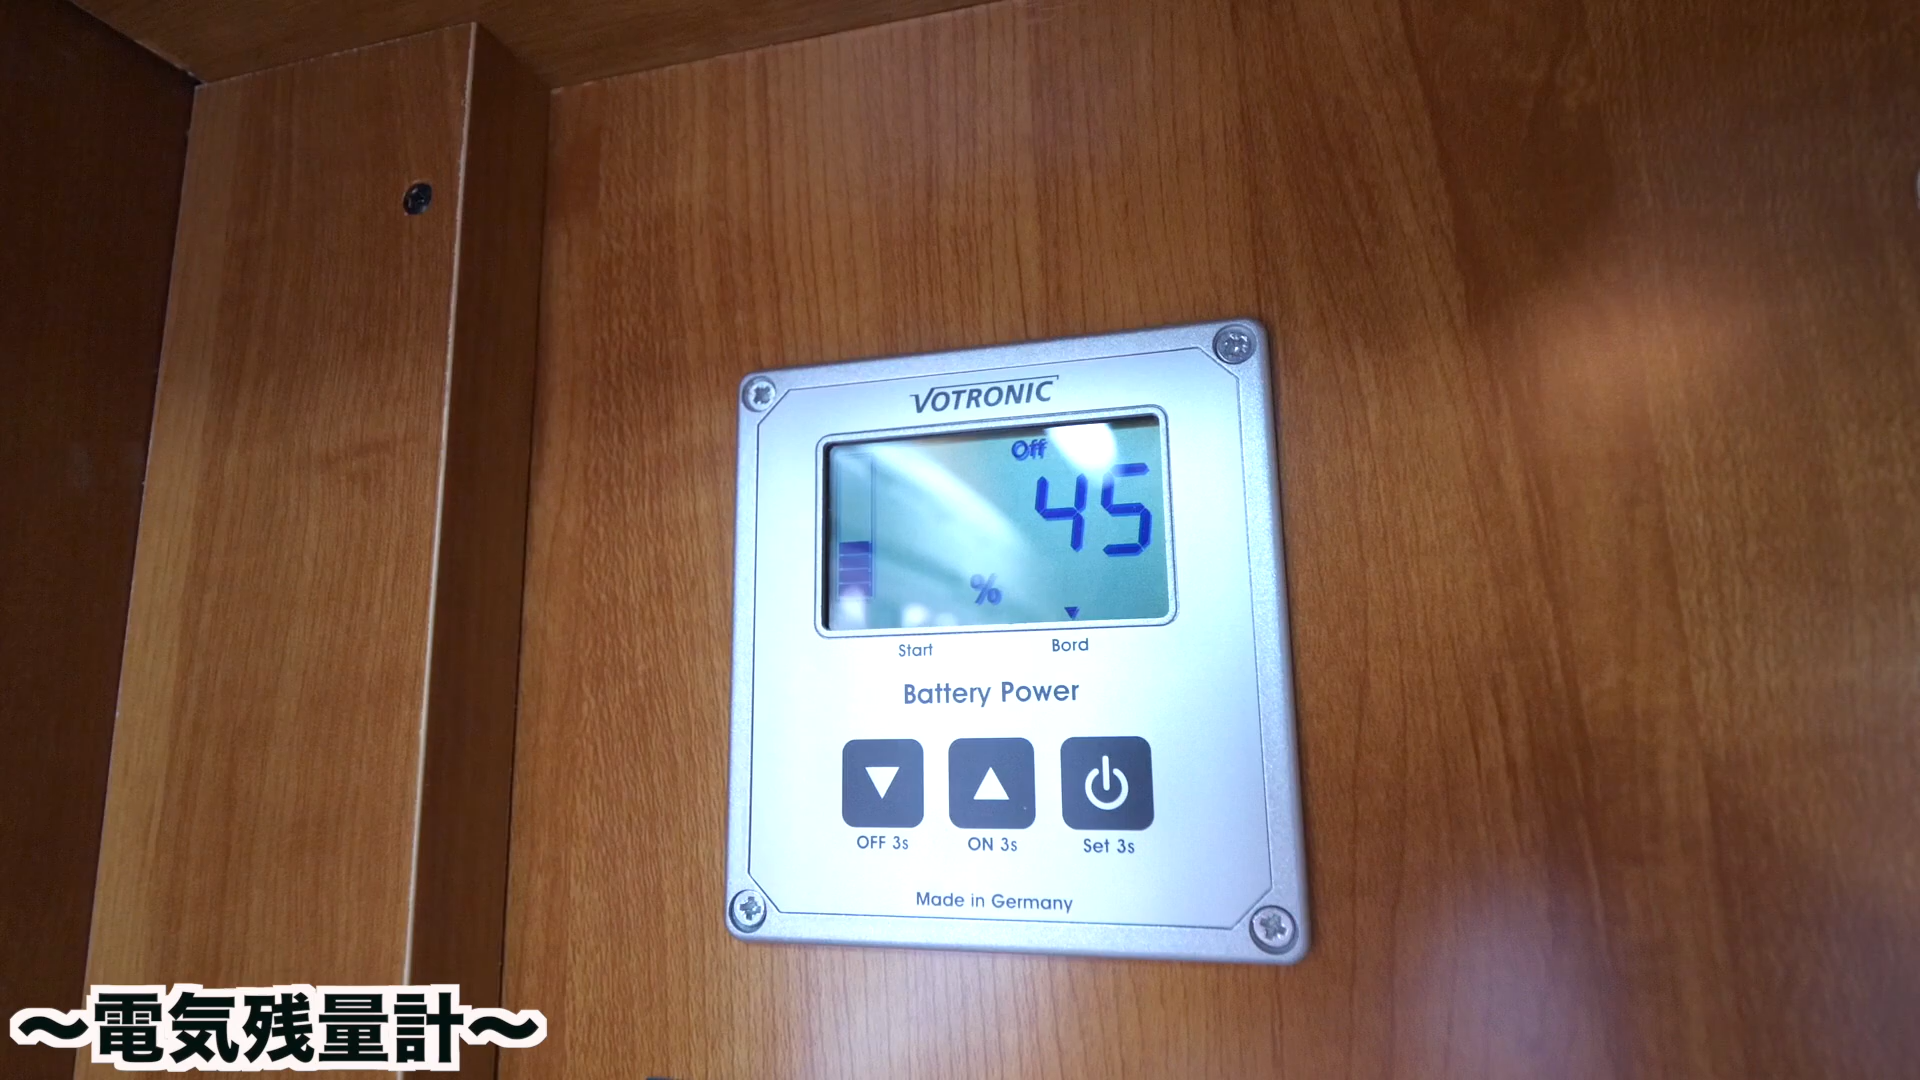 VOTRONIC
Off
45
%
Start Bord
Battery Power
OFF 3s ON 3s Set 3s
Made in Germany
〜電気残量計〜